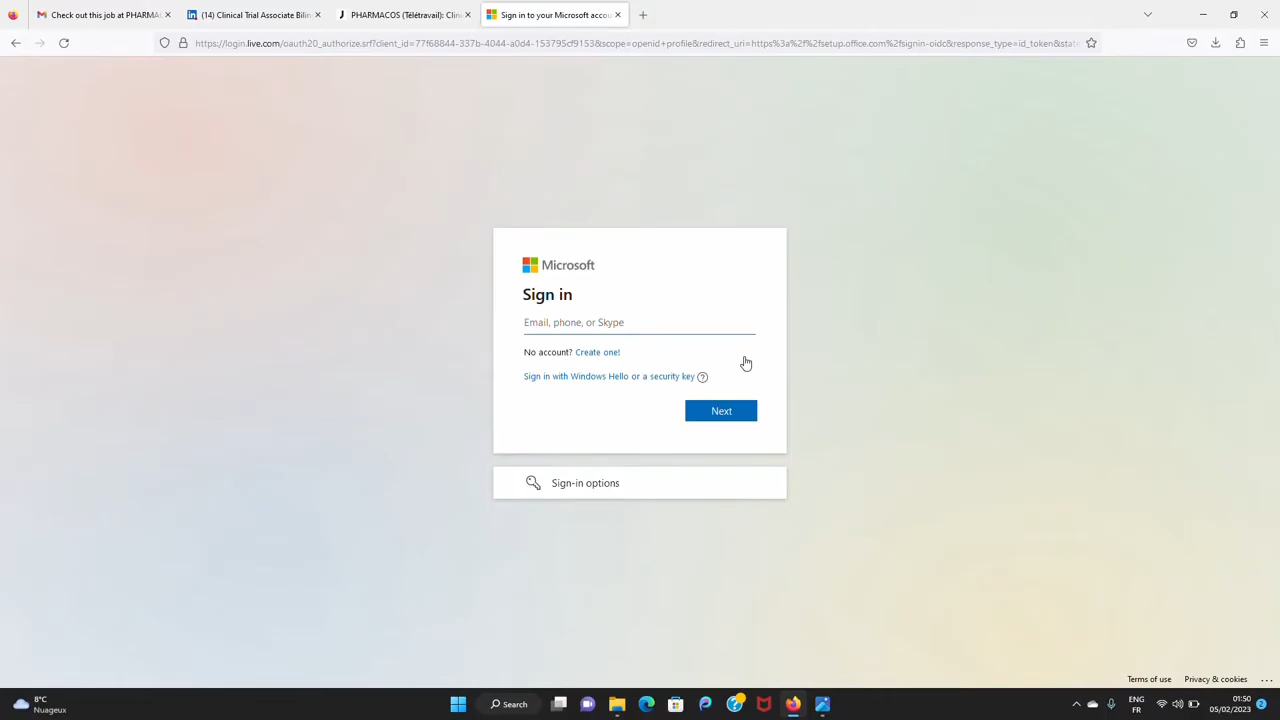 Check out this job at PHARMAC
(14) Clinical Trial Associate Bilin
PHARMACOS (Télétravail): Clini
Sign in to your Microsoft accou
https://login.live.com/oauth20_authorize.srf?client_id=77f68844-337b-4044-a0d4-153795cf9153&scope=openid+profile&redirect_uri=https%3a%2f%2fsetup.office.com%2fsignin-oidc&response_type=id_token&state
Microsoft
Sign in
Email, phone, or Skype
No account? Create one!
Sign in with Windows Hello or a security key
Next
Sign-in options
Terms of use
Privacy & cookies
...
8°C
Nuageux
Search
ENG
FR
01:50
05/02/2023
2